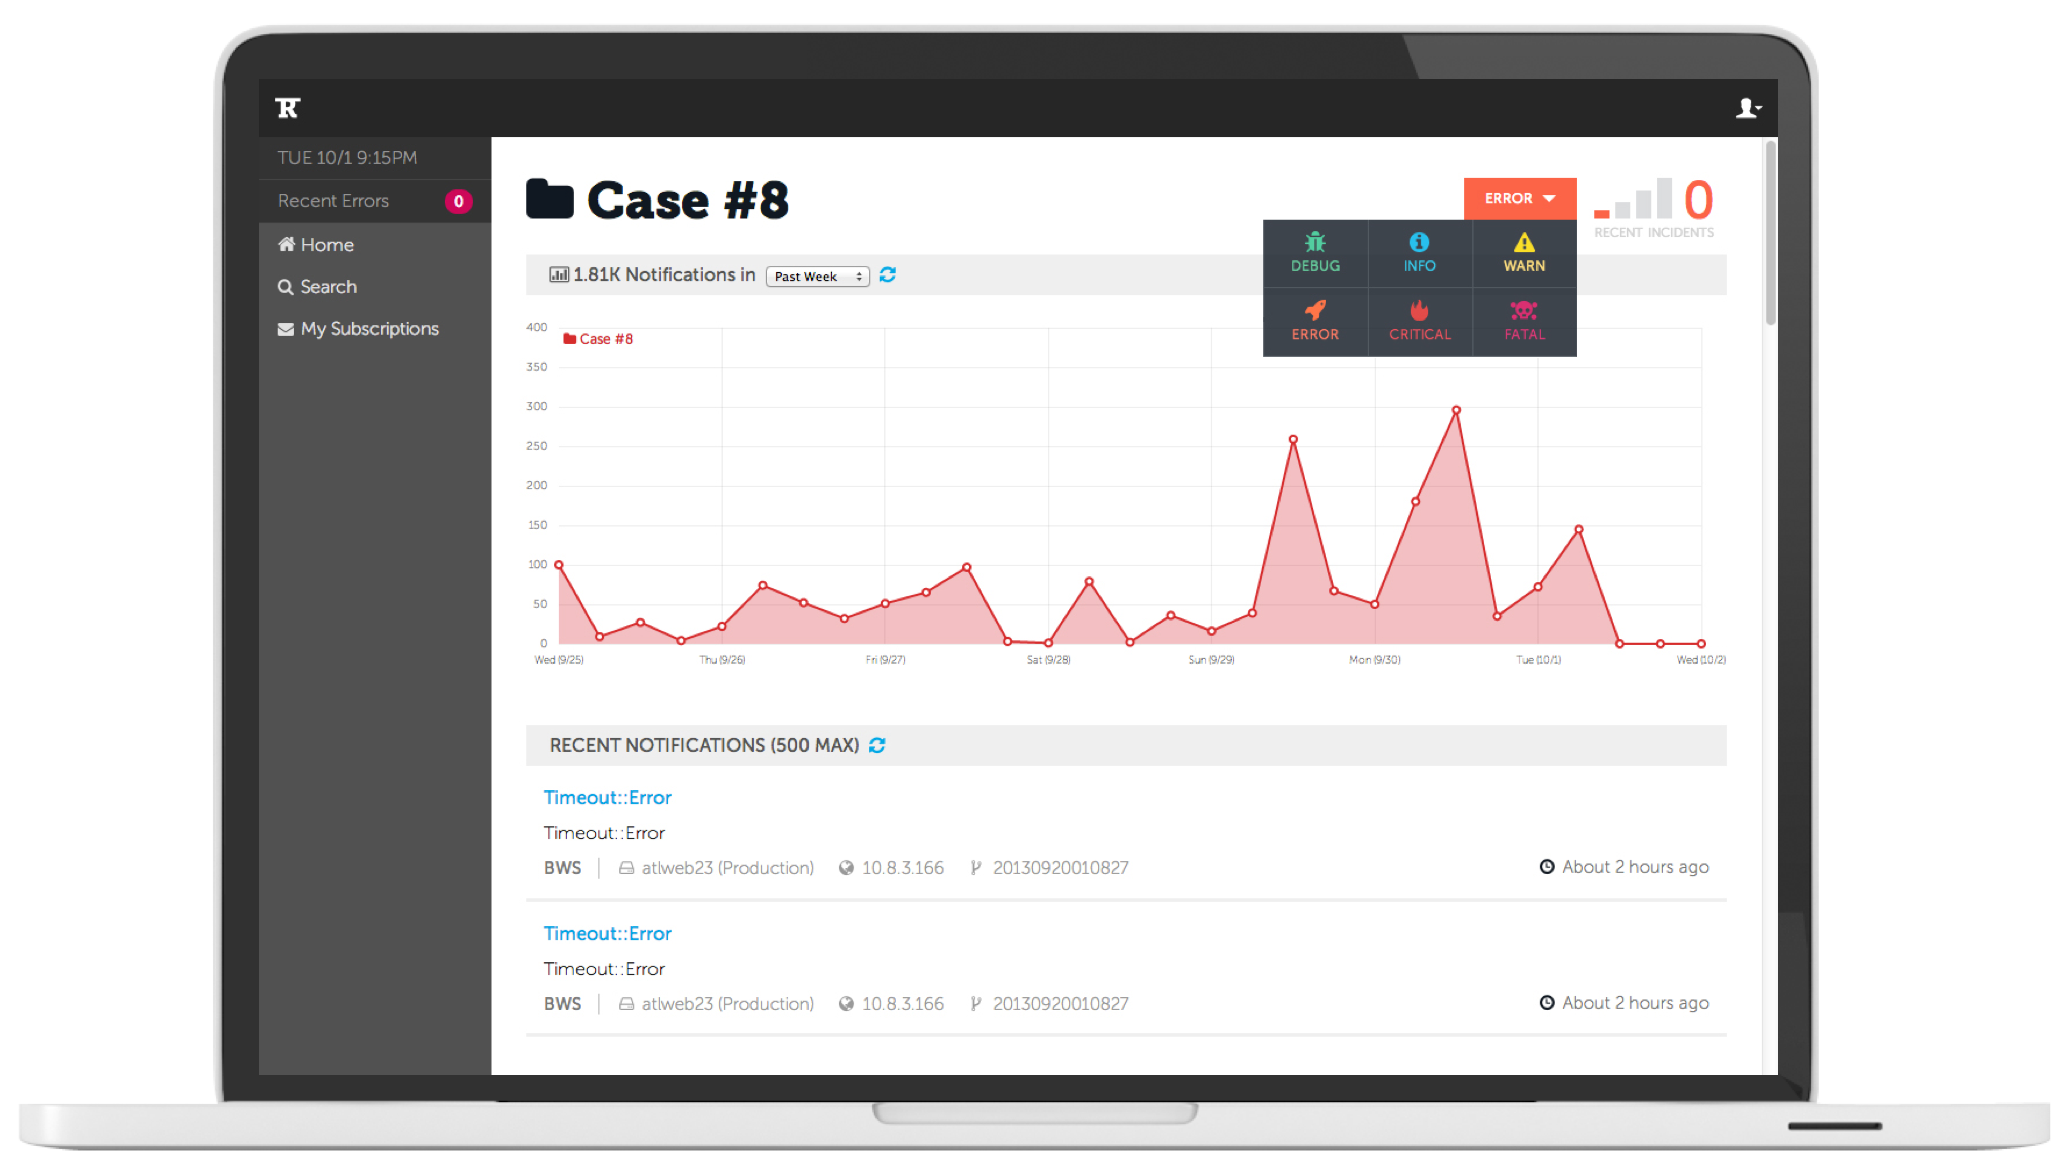 R
TUE 10/1 9:15PM
Recent Errors 0
Home
Search
My Subscriptions
Case #8
ERROR
0
RECENT INCIDENTS
DEBUG INFO WARN
ERROR CRITICAL FATAL
1.81K Notifications in Past Week
Case #8
400
350
300
250
200
150
100
50
0
Wed (9/25) Thu (9/26) Fri (9/27) Sat (9/28) Sun (9/29) Mon (9/30) Tue (10/1) Wed (10/2)
RECENT NOTIFICATIONS (500 MAX)
Timeout::Error
Timeout::Error
BWS atlweb23 (Production) 10.8.3.166 20130920010827 About 2 hours ago
Timeout::Error
Timeout::Error
BWS atlweb23 (Production) 10.8.3.166 20130920010827 About 2 hours ago